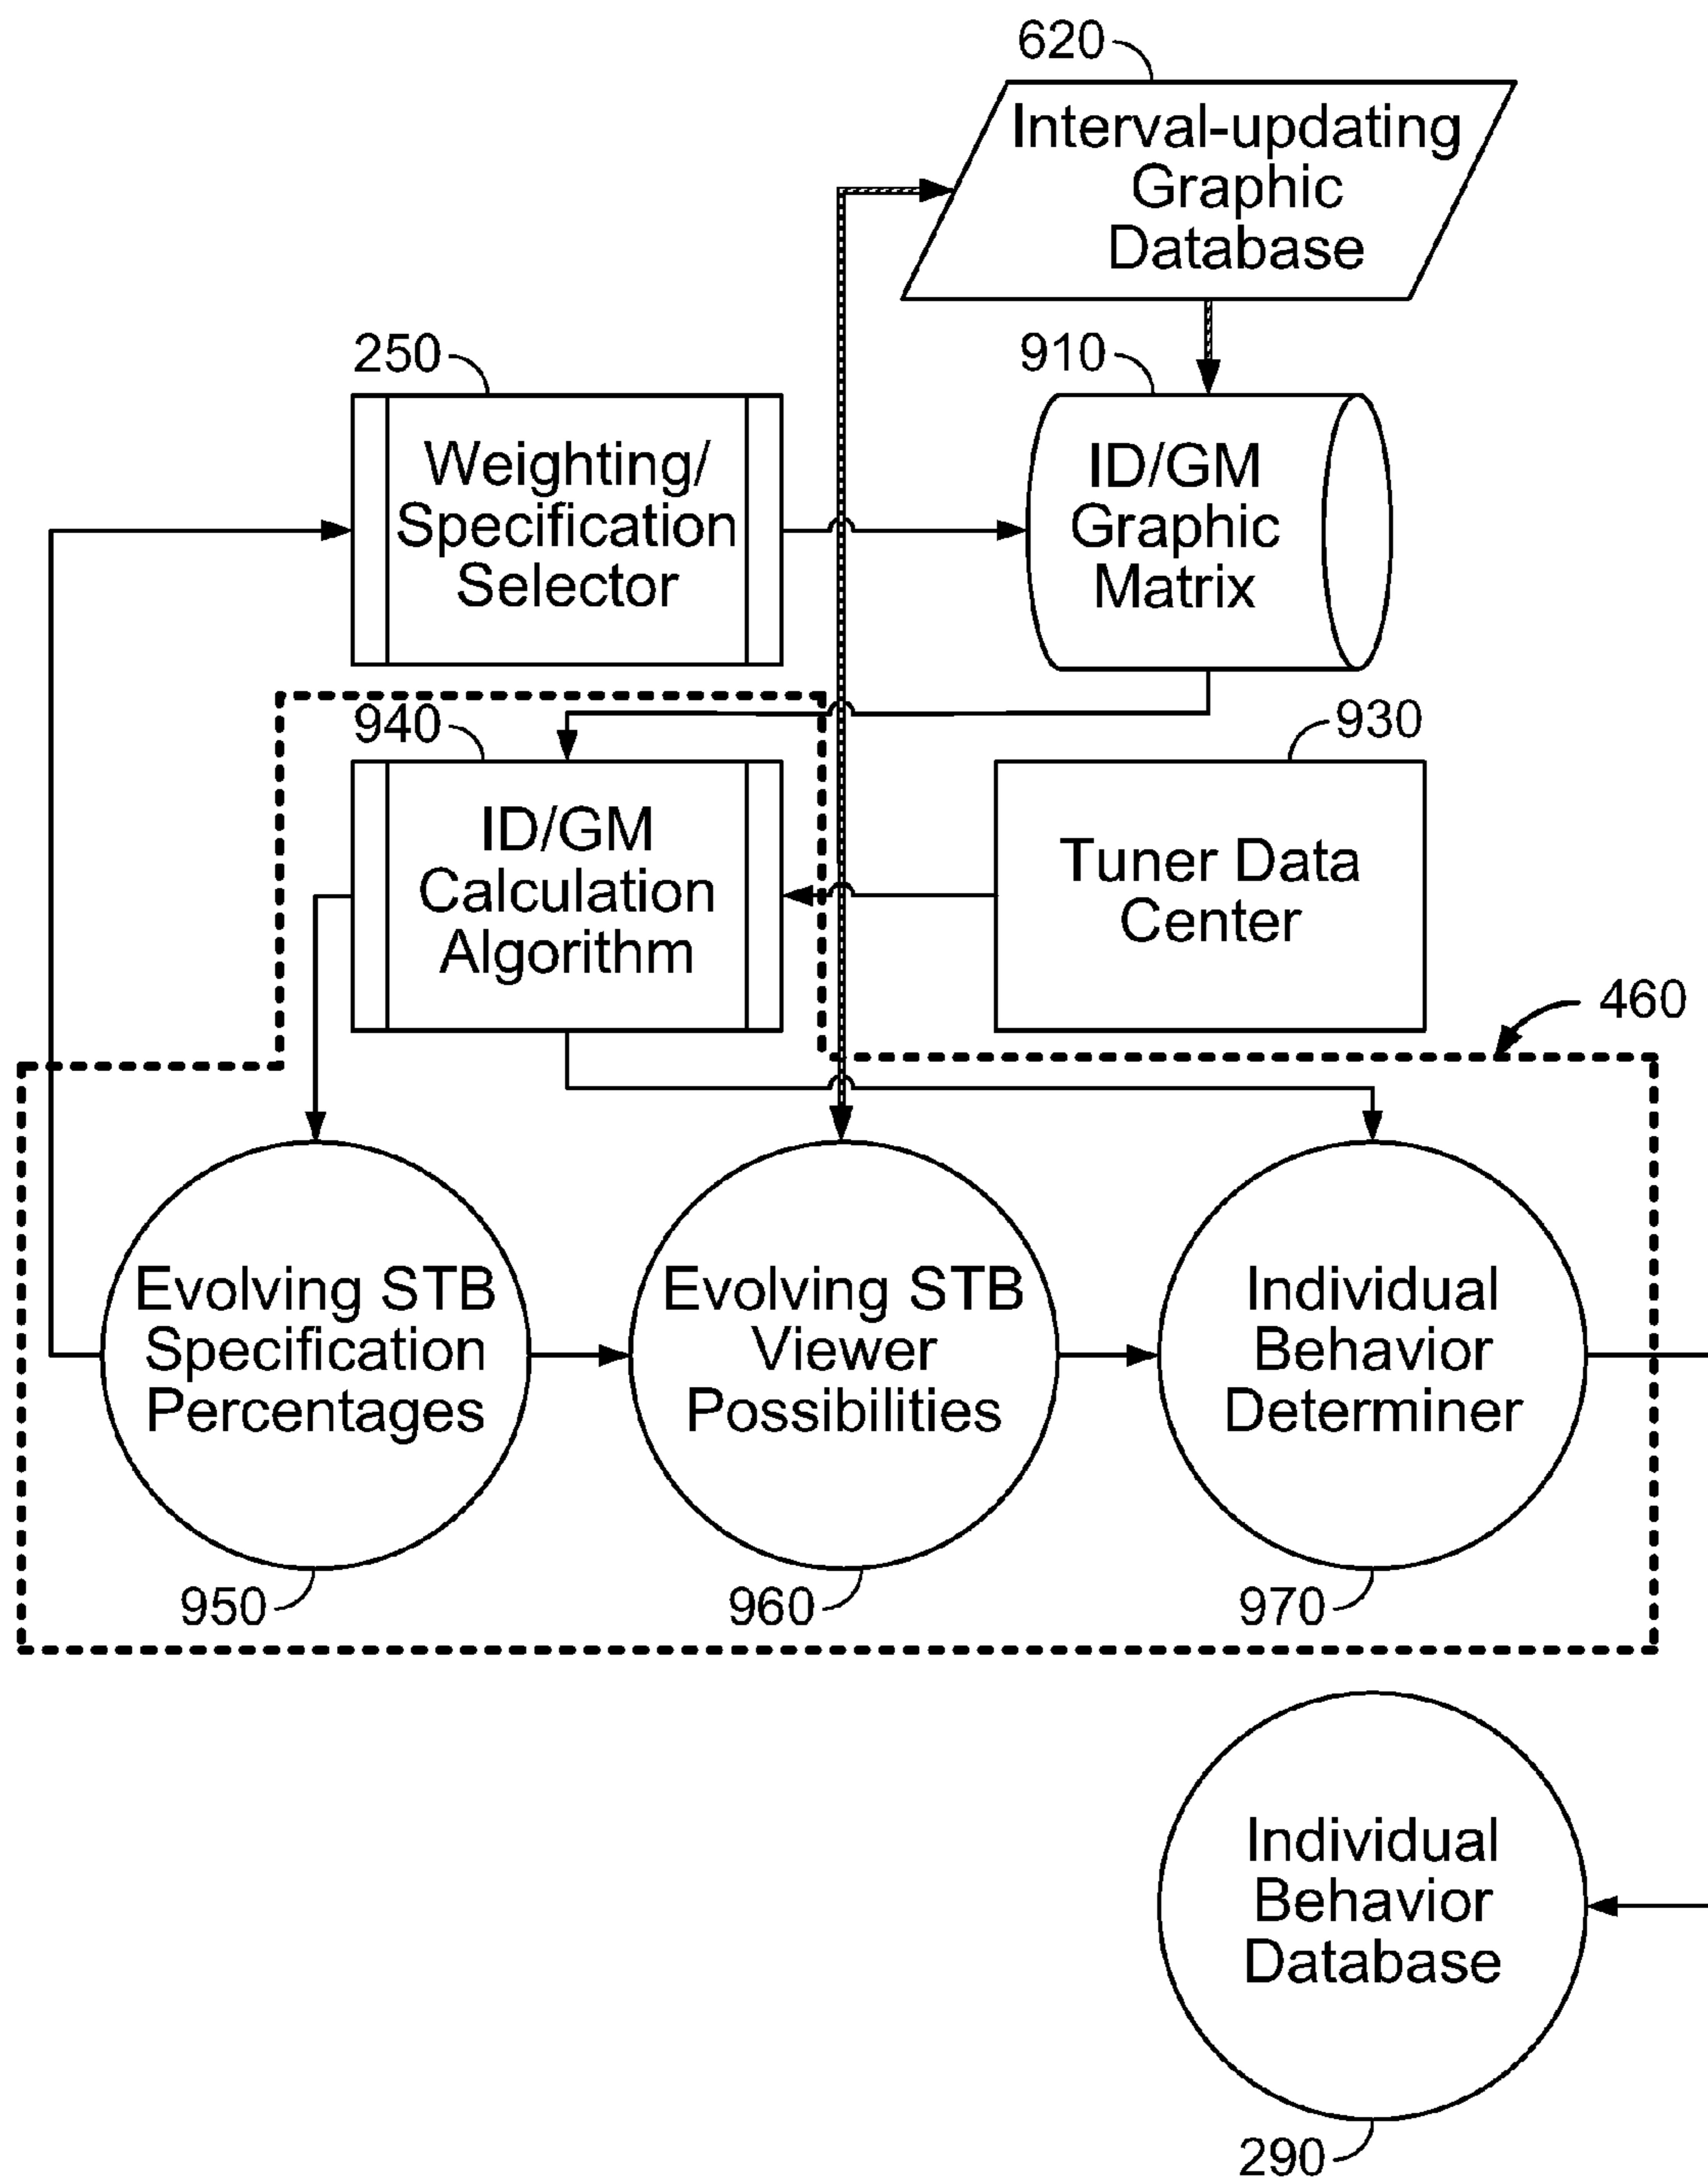 620
Interval-updating
Graphic
Database
250
Weighting/
Specification
Selector
910
ID/GM
Graphic
Matrix
940
ID/GM
Calculation
Algorithm
930
Tuner Data
Center
460
Evolving STB
Specification
Percentages
950
Evolving STB
Viewer
Possibilities
960
Individual
Behavior
Determiner
970
Individual
Behavior
Database
290